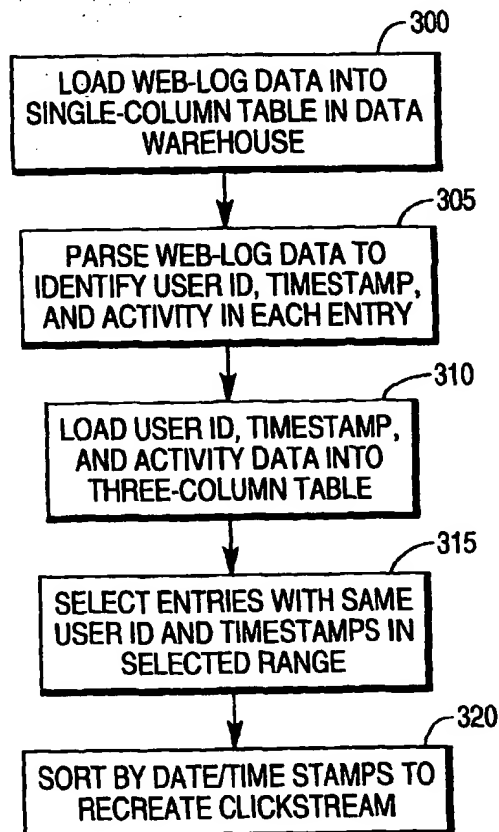 300
LOAD WEB-LOG DATA INTO
SINGLE-COLUMN TABLE IN DATA
WAREHOUSE
305
PARSE WEB-LOG DATA TO
IDENTIFY USER ID, TIMESTAMP,
AND ACTIVITY IN EACH ENTRY
310
LOAD USER ID, TIMESTAMP,
AND ACTIVITY DATA INTO
THREE-COLUMN TABLE
315
SELECT ENTRIES WITH SAME
USER ID AND TIMESTAMPS IN
SELECTED RANGE
320
SORT BY DATE/TIME STAMPS TO
RECREATE CLICKSTREAM